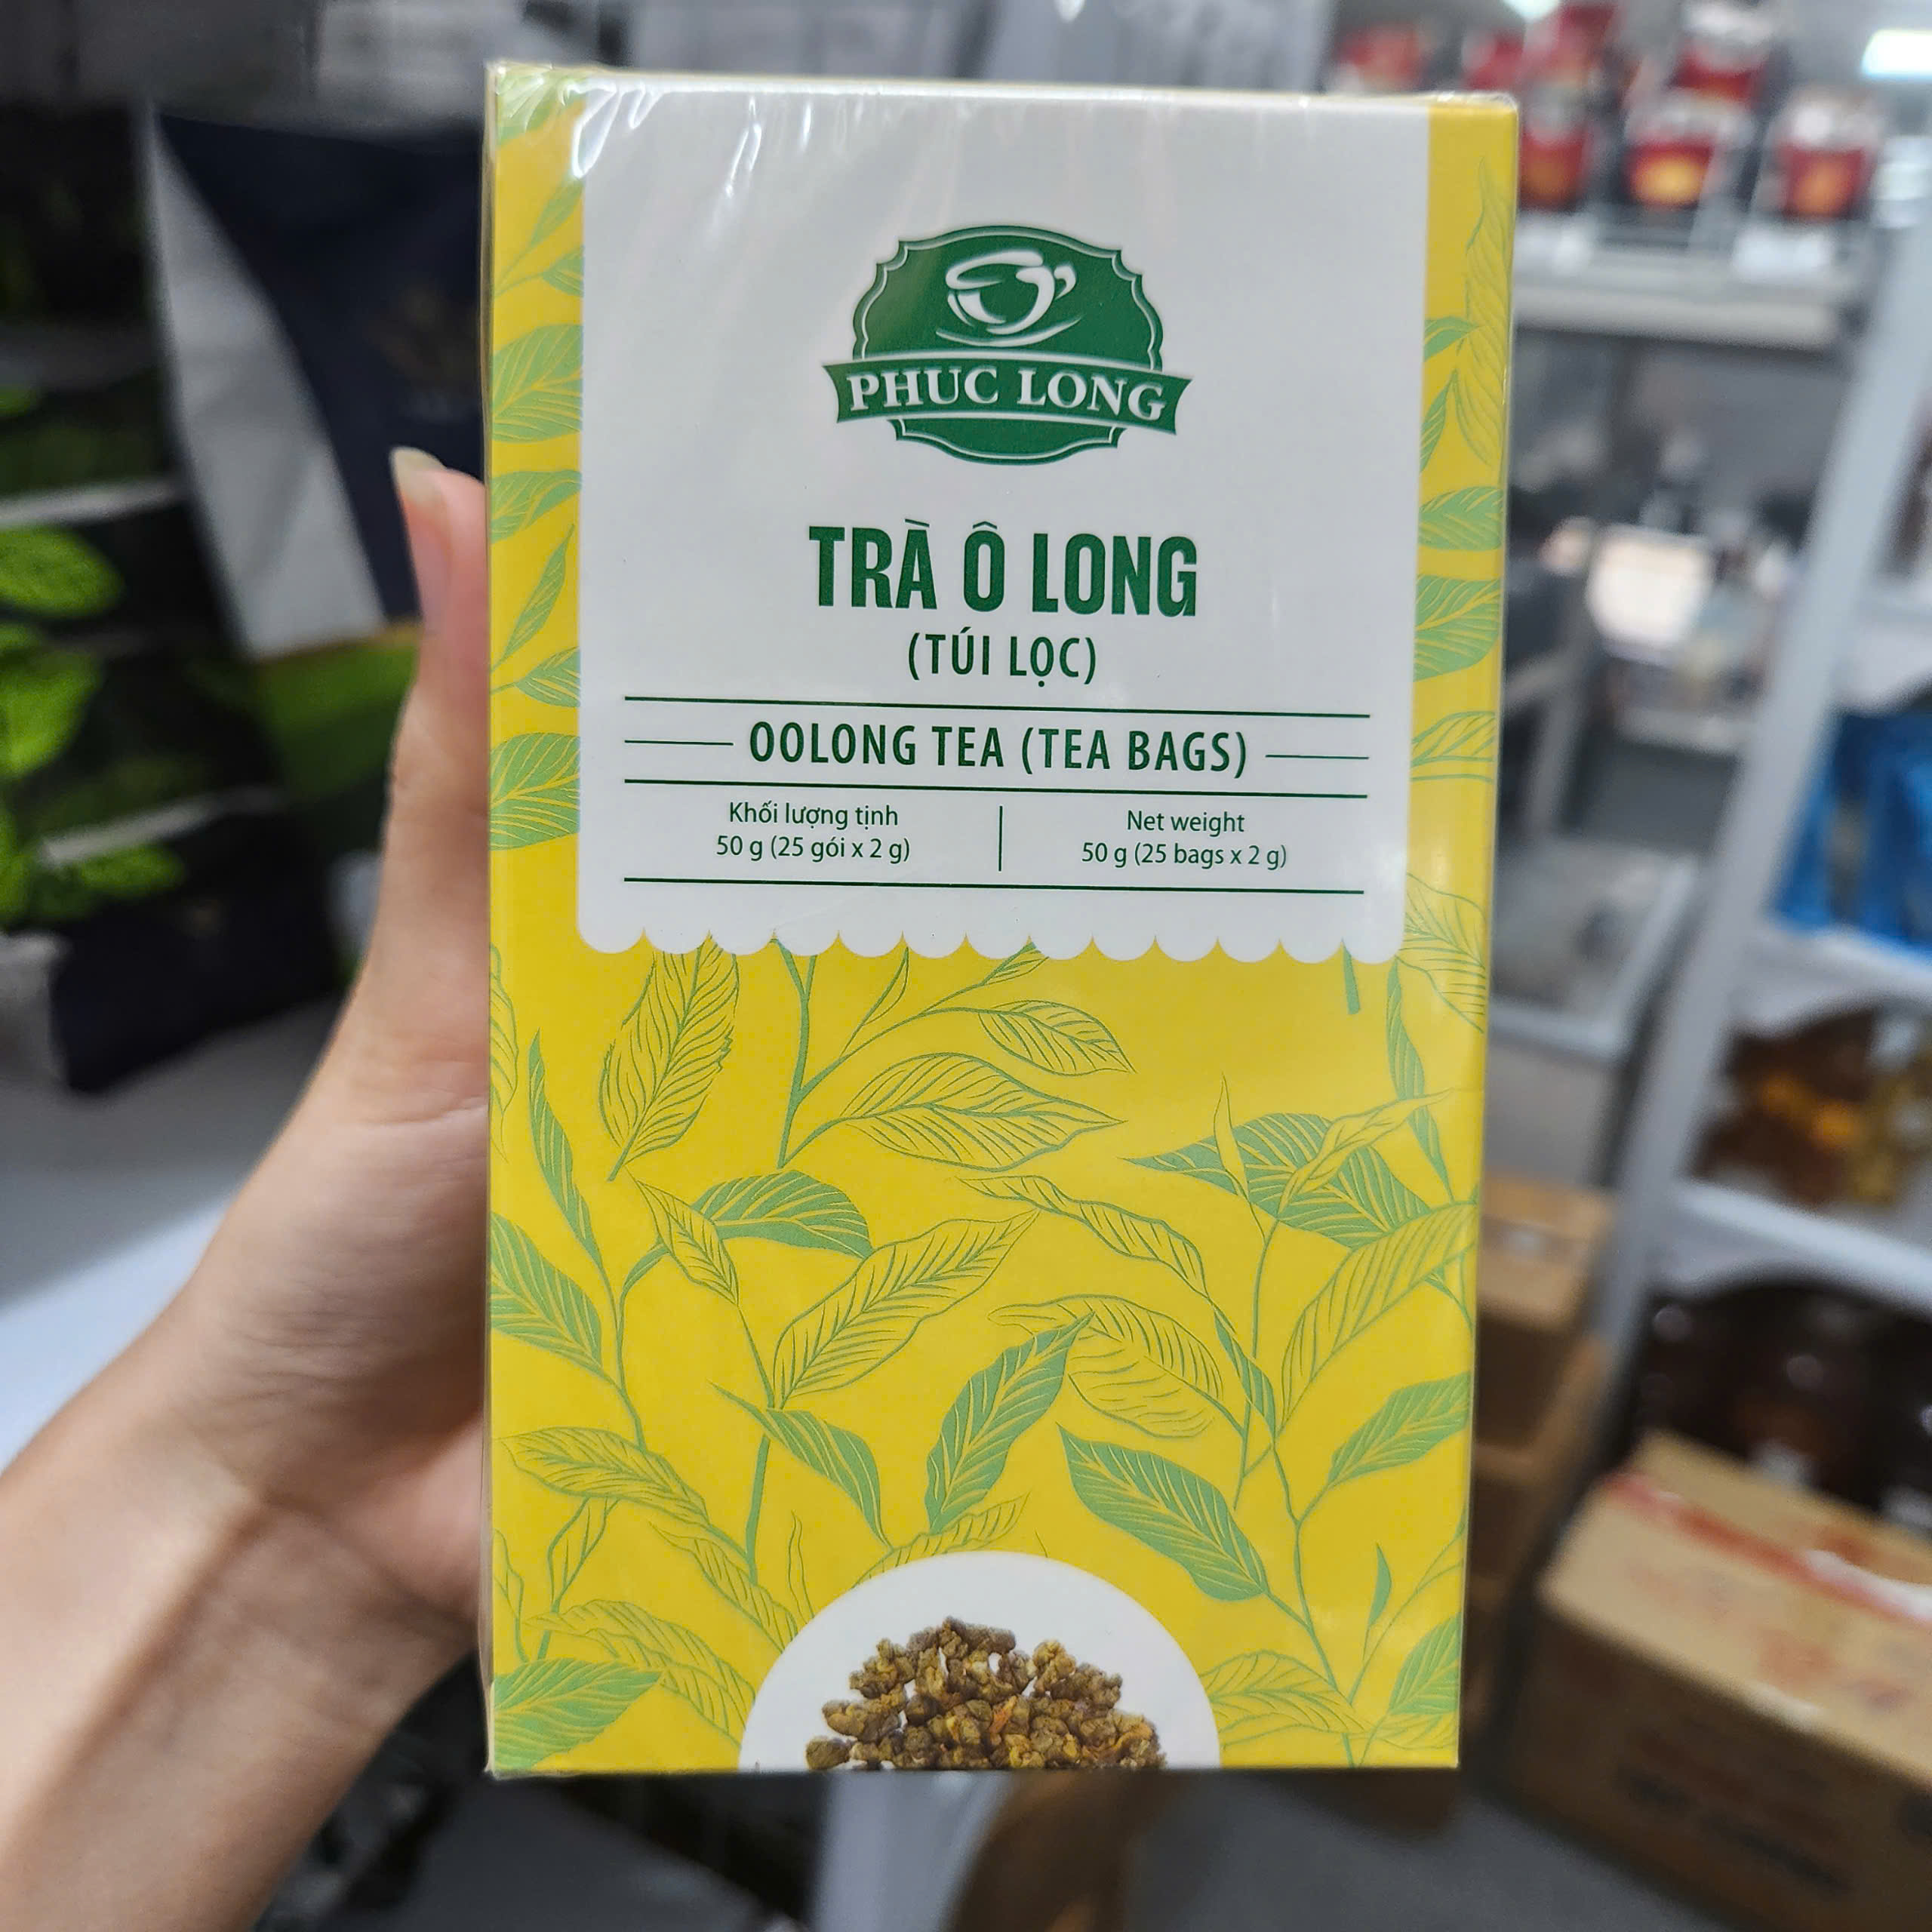 PHUC LONG
TRÀ Ô LONG
(TÚI LỌC)
OOLONG TEA (TEA BAGS)
Khối lượng tịnh
50 g (25 gói x 2 g)
Net weight
50 g (25 bags x 2 g)